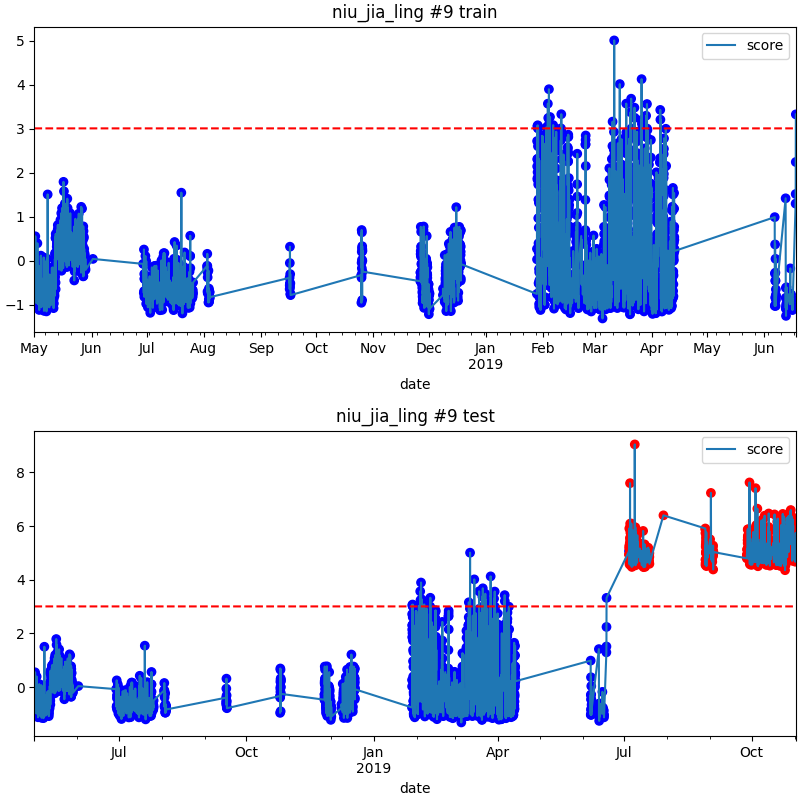 niu_jia_ling #9 train
score
5
4
3
2
1
0
−1
May Jun Jul Aug Sep Oct Nov Dec Jan Feb Mar Apr May Jun
2019
date
niu_jia_ling #9 test
score
8
6
4
2
0
Jul Oct Jan Apr Jul Oct
2019
date